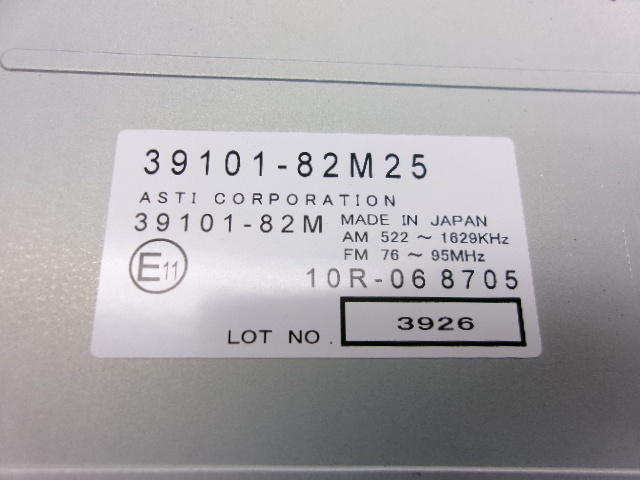 39101-82M25
ASTI CORPORATION
39101-82M
MADE IN JAPAN
AM 522 ~ 1629KHz
FM 76 ~ 95MHz
E11
10R-06 8705
LOT NO. 3926